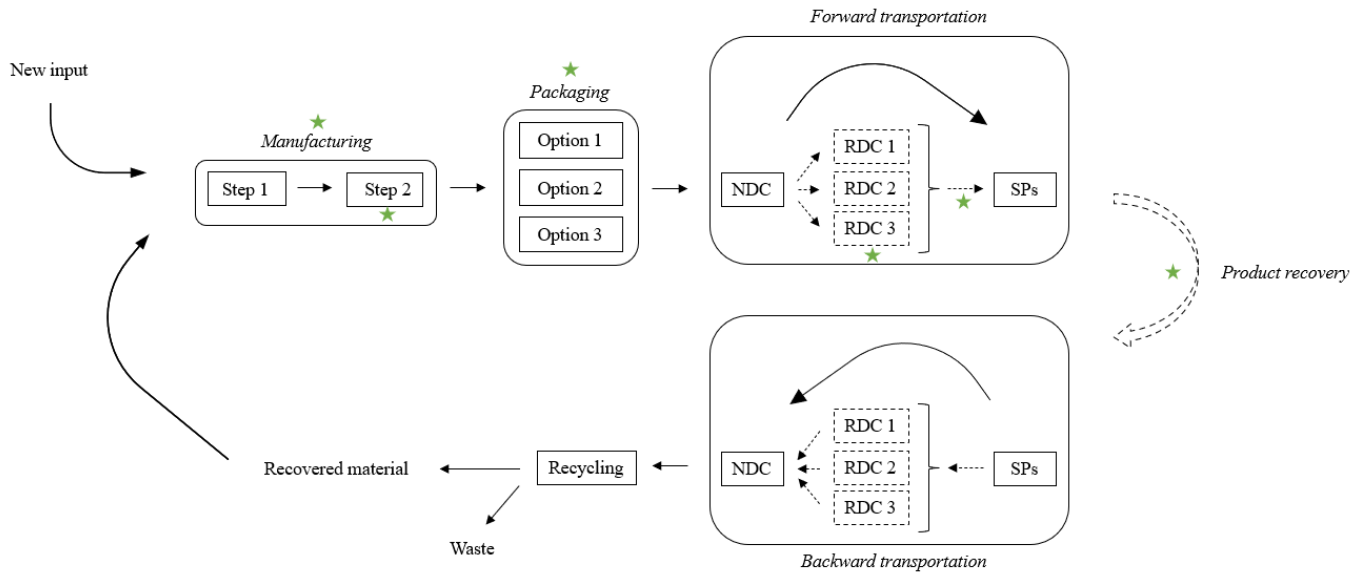 Forward transportation
New input
Packaging
Manufacturing
Option 1
Option 2
Option 3
Step 1
Step 2
NDC
RDC 1
RDC 2
RDC 3
SPs
Product recovery
Recovered material
Recycling
Waste
NDC
RDC 1
RDC 2
RDC 3
SPs
Backward transportation